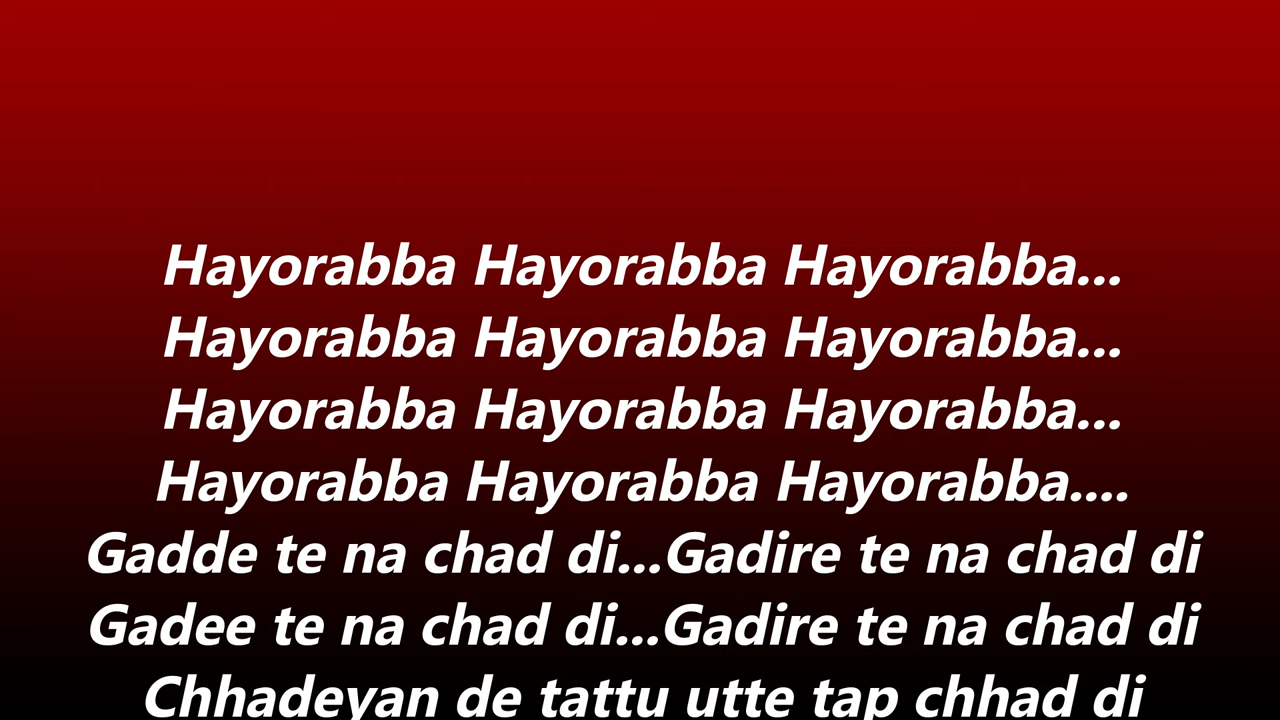 Hayorabba Hayorabba Hayorabba...
Hayorabba Hayorabba Hayorabba...
Hayorabba Hayorabba Hayorabba...
Hayorabba Hayorabba Hayorabba....
Gadde te na chad di...Gadire te na chad di
Gadee te na chad di...Gadire te na chad di
Chhadeyan de tattu utte tap chhad di